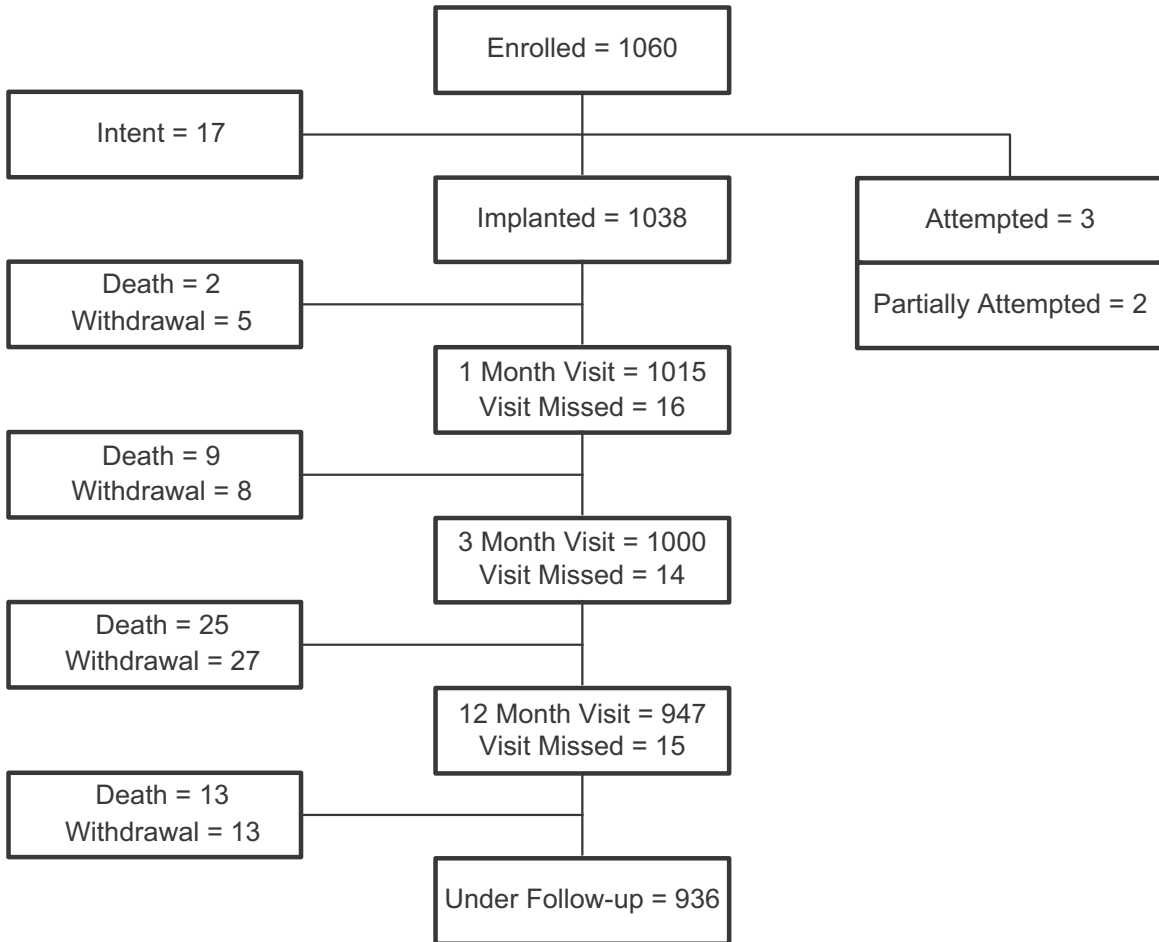 Enrolled = 1060
Intent = 17
Implanted = 1038
Attempted = 3
Partially Attempted = 2
Death = 2
Withdrawal = 5
1 Month Visit = 1015
Visit Missed = 16
Death = 9
Withdrawal = 8
3 Month Visit = 1000
Visit Missed = 14
Death = 25
Withdrawal = 27
12 Month Visit = 947
Visit Missed = 15
Death = 13
Withdrawal = 13
Under Follow-up = 936